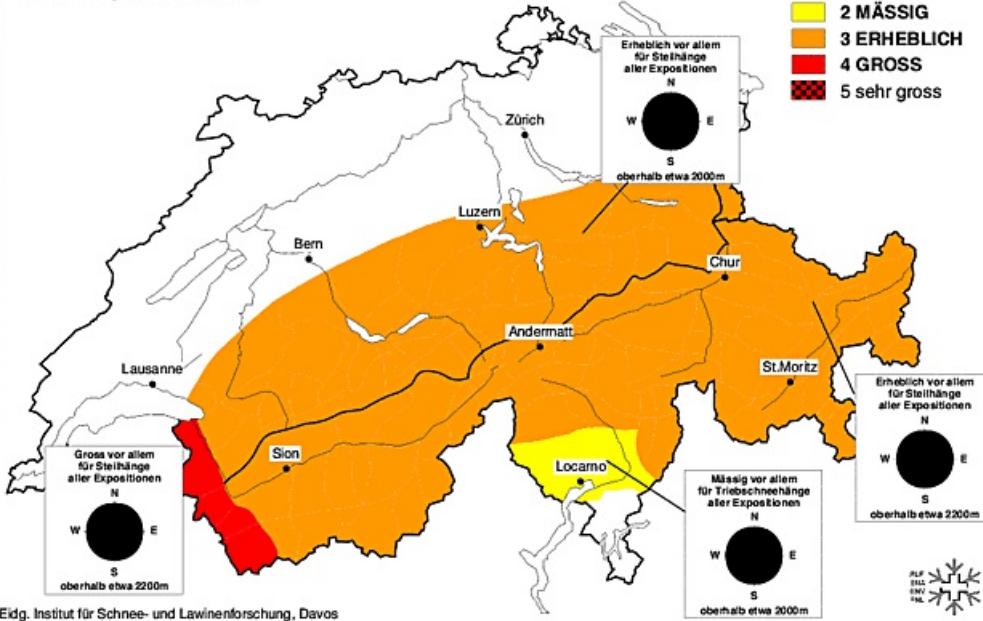 2 MÄSSIG
3 ERHEBLICH
4 GROSS
5 sehr gross
Erheblich vor allem
für Steilhänge
aller Expositionen
N
W E
S
oberhalb etwa 2000m
Zürich
Luzern
Bern
Chur
Andermatt
Lausanne
St.Moritz
Sion
Locarno
Erheblich vor allem
für Steilhänge
aller Expositionen
N
W E
S
oberhalb etwa 2200m
Gross vor allem
für Steilhänge
aller Expositionen
N
W E
S
oberhalb etwa 2200m
Mässig vor allem
für Triebschneehänge
aller Expositionen
N
W E
S
oberhalb etwa 2000m
Eidg. Institut für Schnee- und Lawinenforschung, Davos